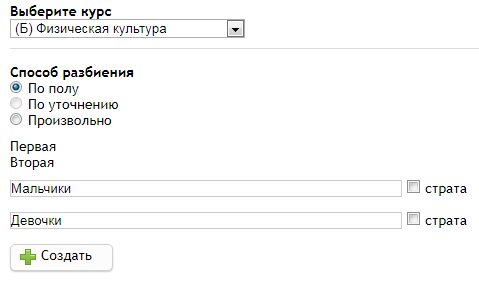 Выберите курс
(Б) Физическая культура
Способ разбиения
По полу
По уточнению
Произвольно
Первая
Вторая
Мальчики страта
Девочки страта
Создать